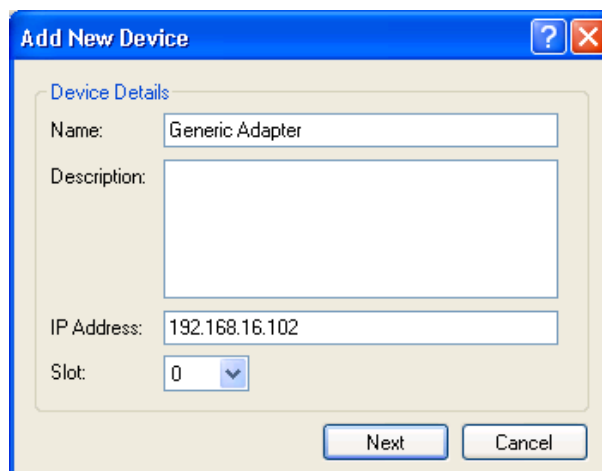 Add New Device
Device Details
Name: Generic Adapter
Description:
IP Address: 192.168.16.102
Slot: 0
Next Cancel